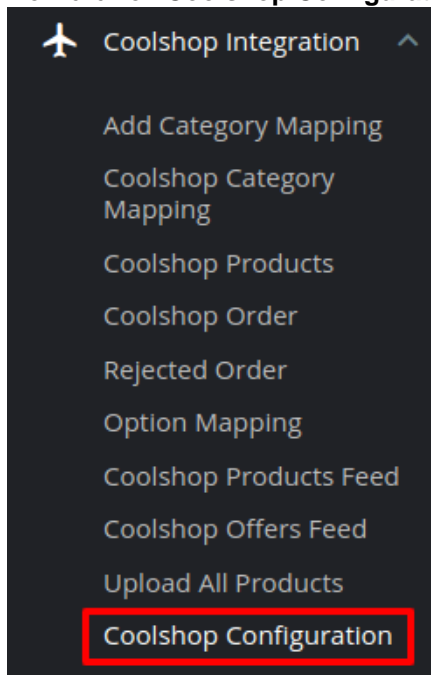 Coolshop Integration
Add Category Mapping
Coolshop Category
Mapping
Coolshop Products
Coolshop Order
Rejected Order
Option Mapping
Coolshop Products Feed
Coolshop Offers Feed
Upload All Products
Coolshop Configuration